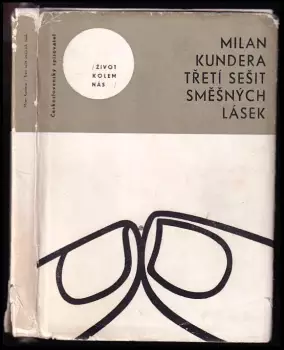 MILAN
KUNDERA
TŘETÍ SEŠIT
SMĚŠNÝCH
LÁSEK
/ŽIVOT
KOLEM
NÁS/
Československý spisovatel